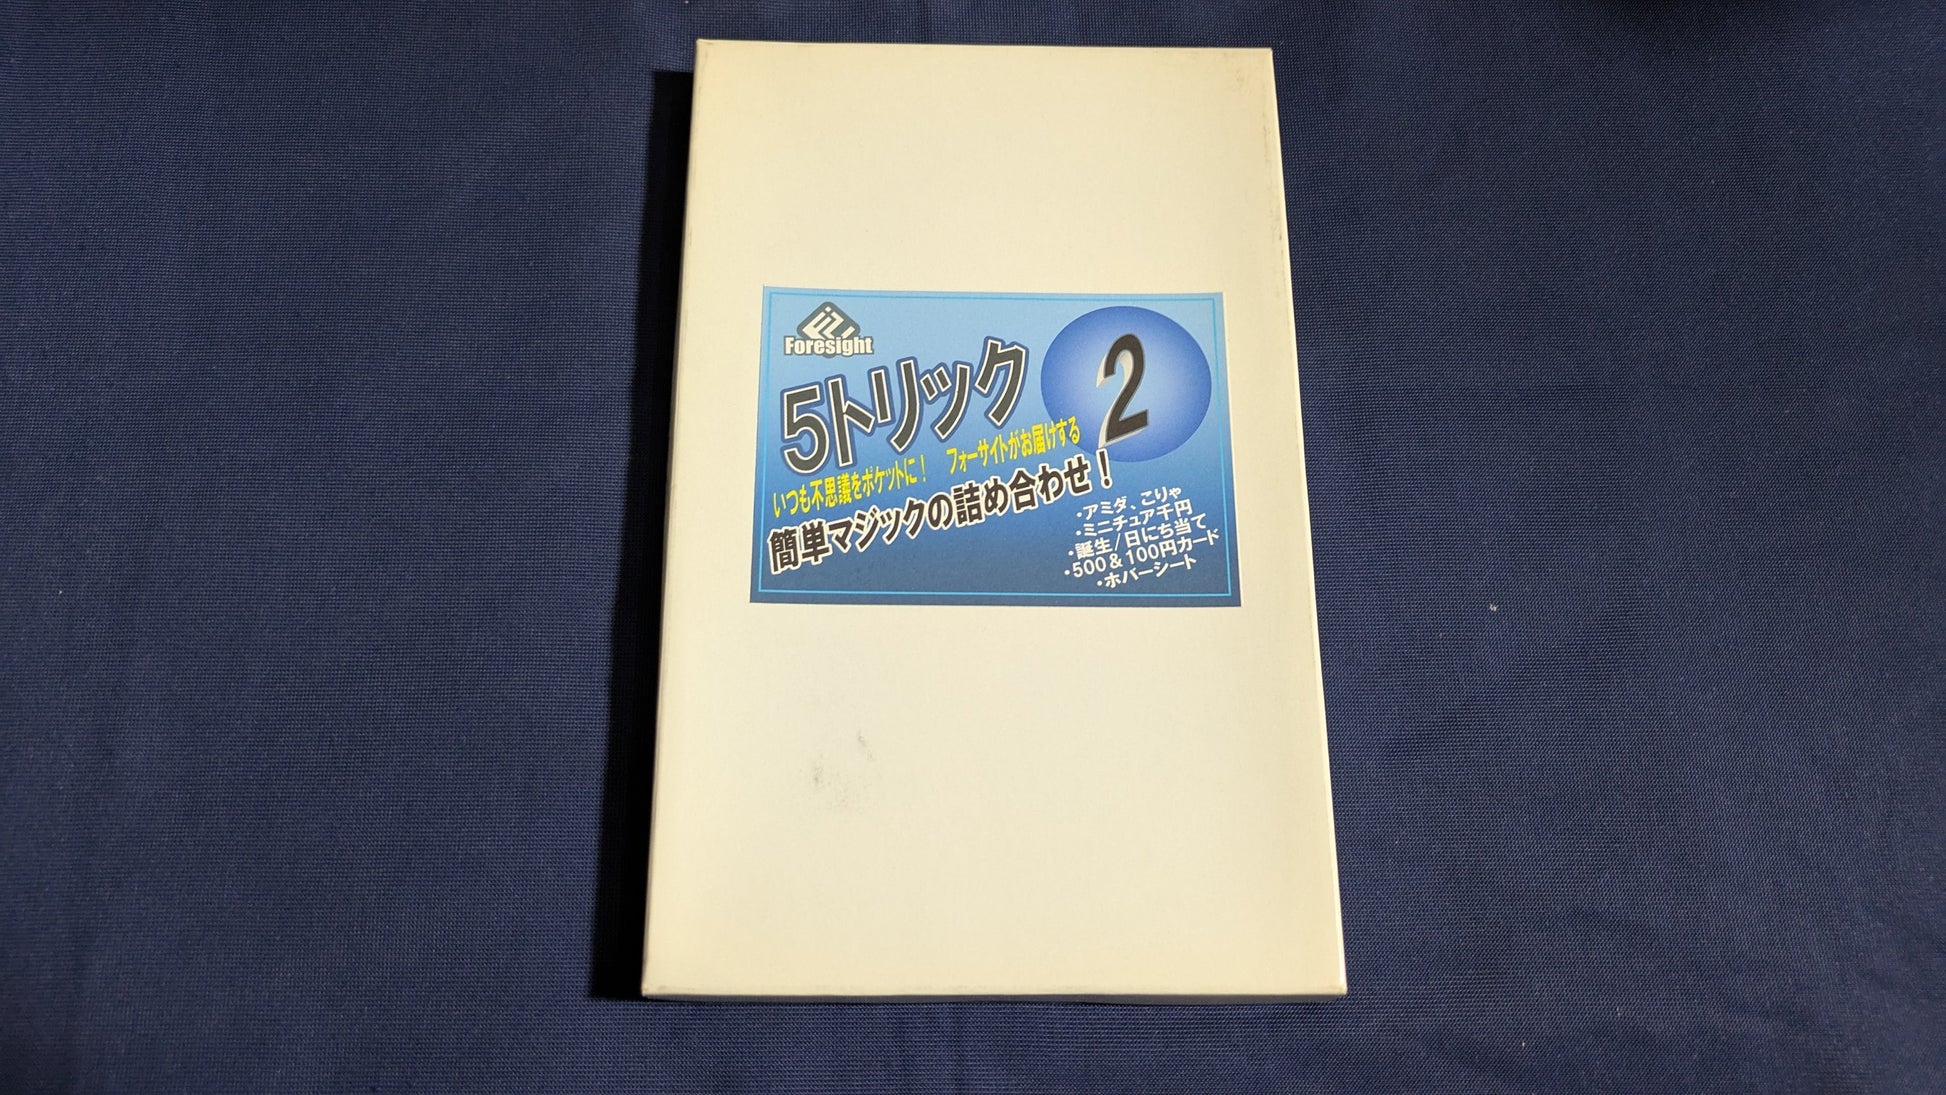 Foresight
5トリック
2
いつも不思議をポケットに！ フォーサイトがお届けする
簡単マジックの詰め合わせ！
・アミダ、こりゃ
・ミニチュア千円
・誕生/日にち当て
・500＆100円カード
・ホバーシート